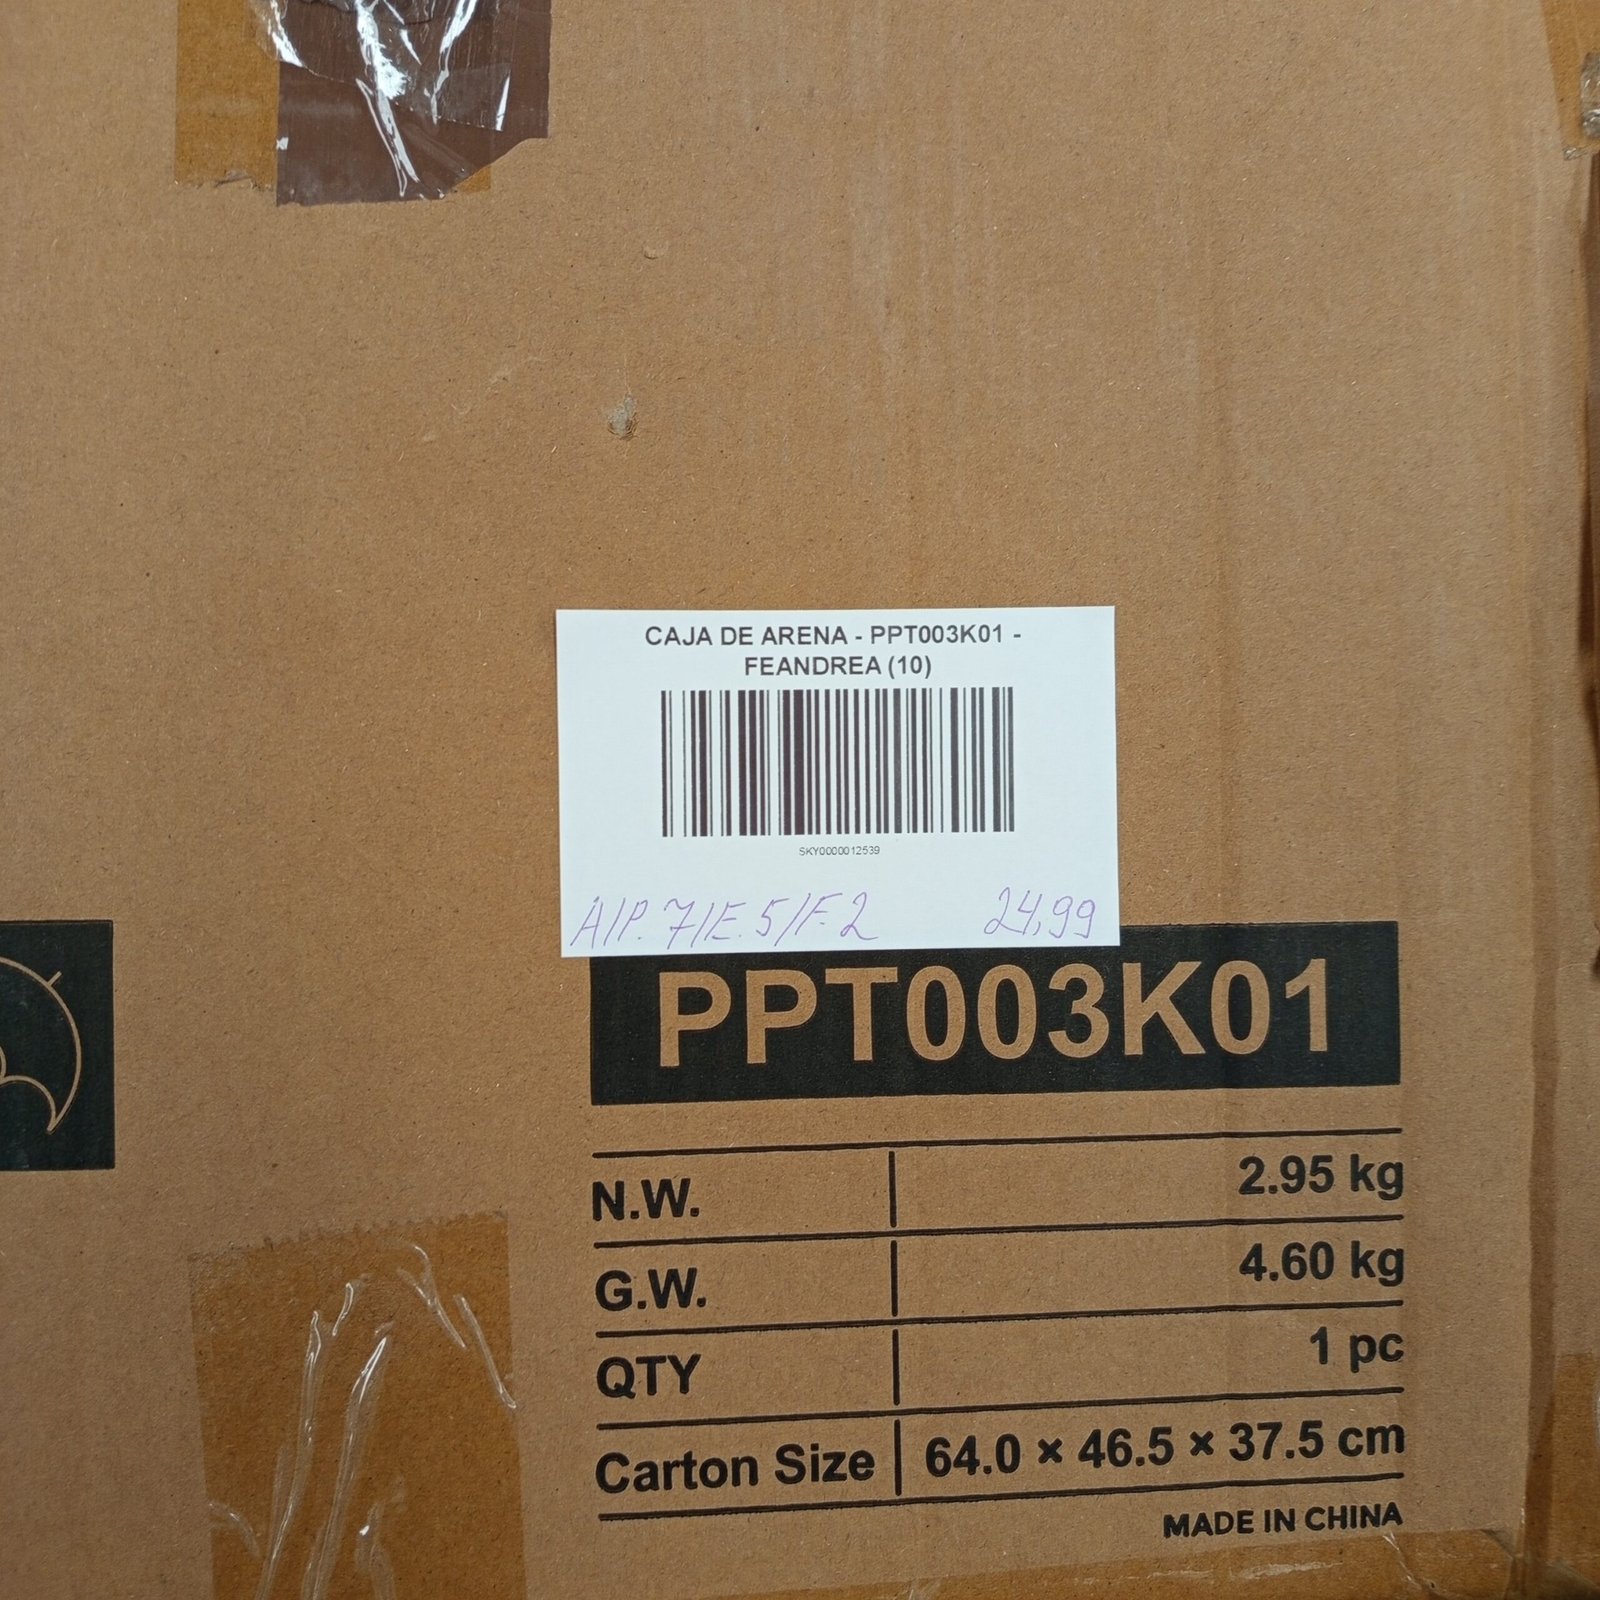 CAJA DE ARENA - PPT003K01 -
FEANDREA (10)
SKY0000012539
A/P. 7/E. 5/F. 2 24,99
PPT003K01
N.W. 2.95 kg
G.W. 4.60 kg
QTY 1 pc
Carton Size 64.0 × 46.5 × 37.5 cm
MADE IN CHINA